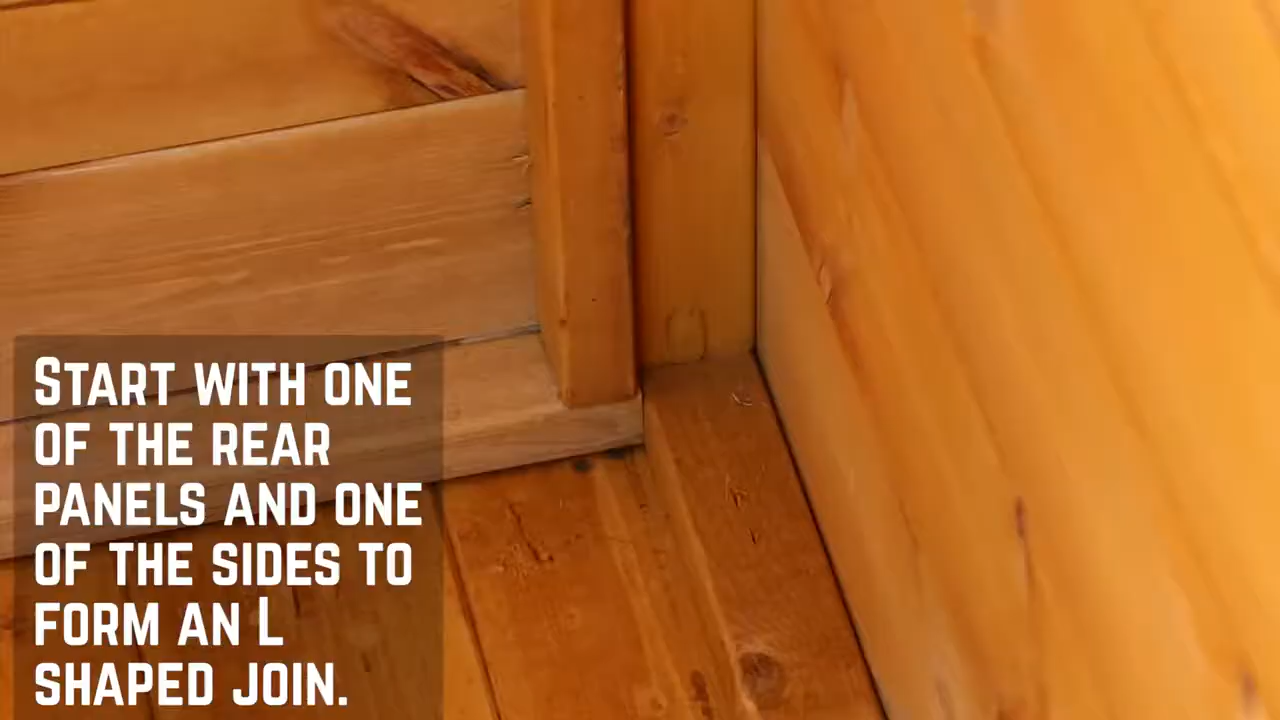 Start with one
of the rear
panels and one
of the sides to
form an L
shaped join.